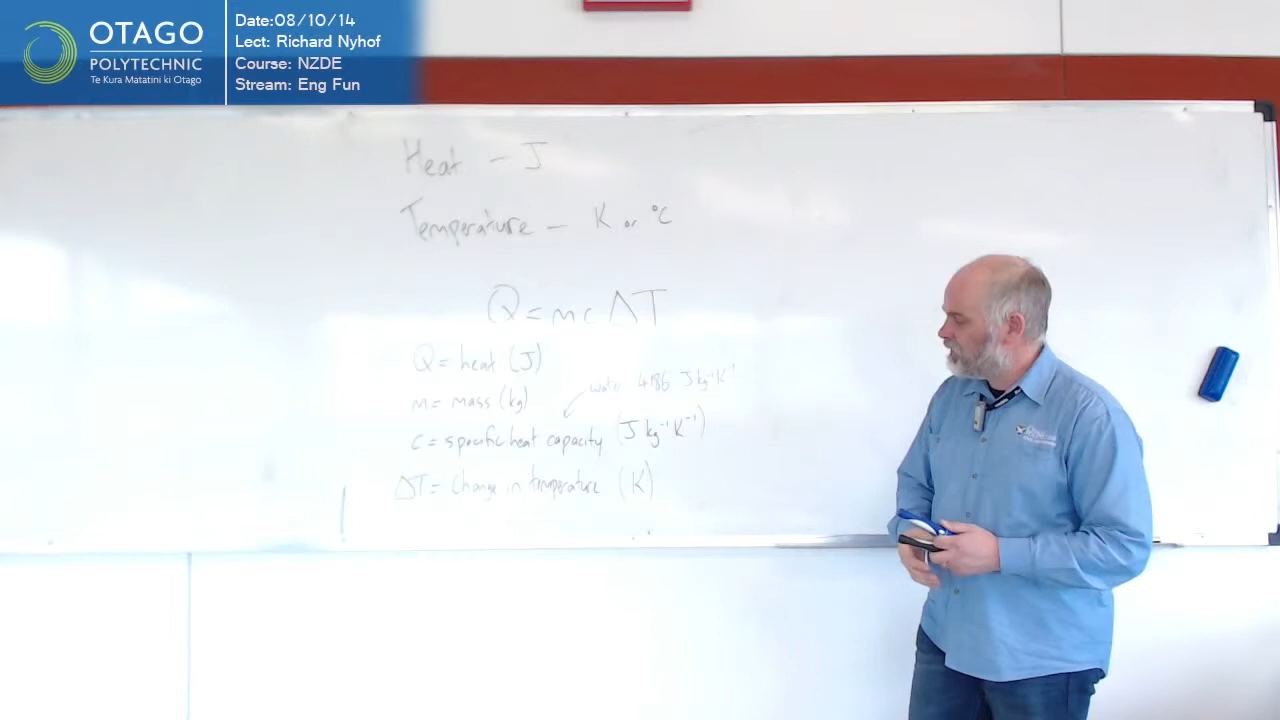 OTAGO
POLYTECHNIC
Te Kura Matatini ki Otago
Date:08/10/14
Lect: Richard Nyhof
Course: NZDE
Stream: Eng Fun
Heat - J
Temperature - K or °C
Q = mc ΔT
Q = heat (J)
water 4186 J kg⁻¹ K⁻¹
m = mass (kg)
c = specific heat capacity (J kg⁻¹ K⁻¹)
ΔT = Change in temperature (K)